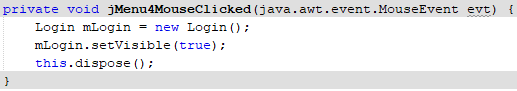 private void jMenu4MouseClicked(java.awt.event.MouseEvent evt) {
    Login mLogin = new Login();
    mLogin.setVisible(true);
    this.dispose();
}